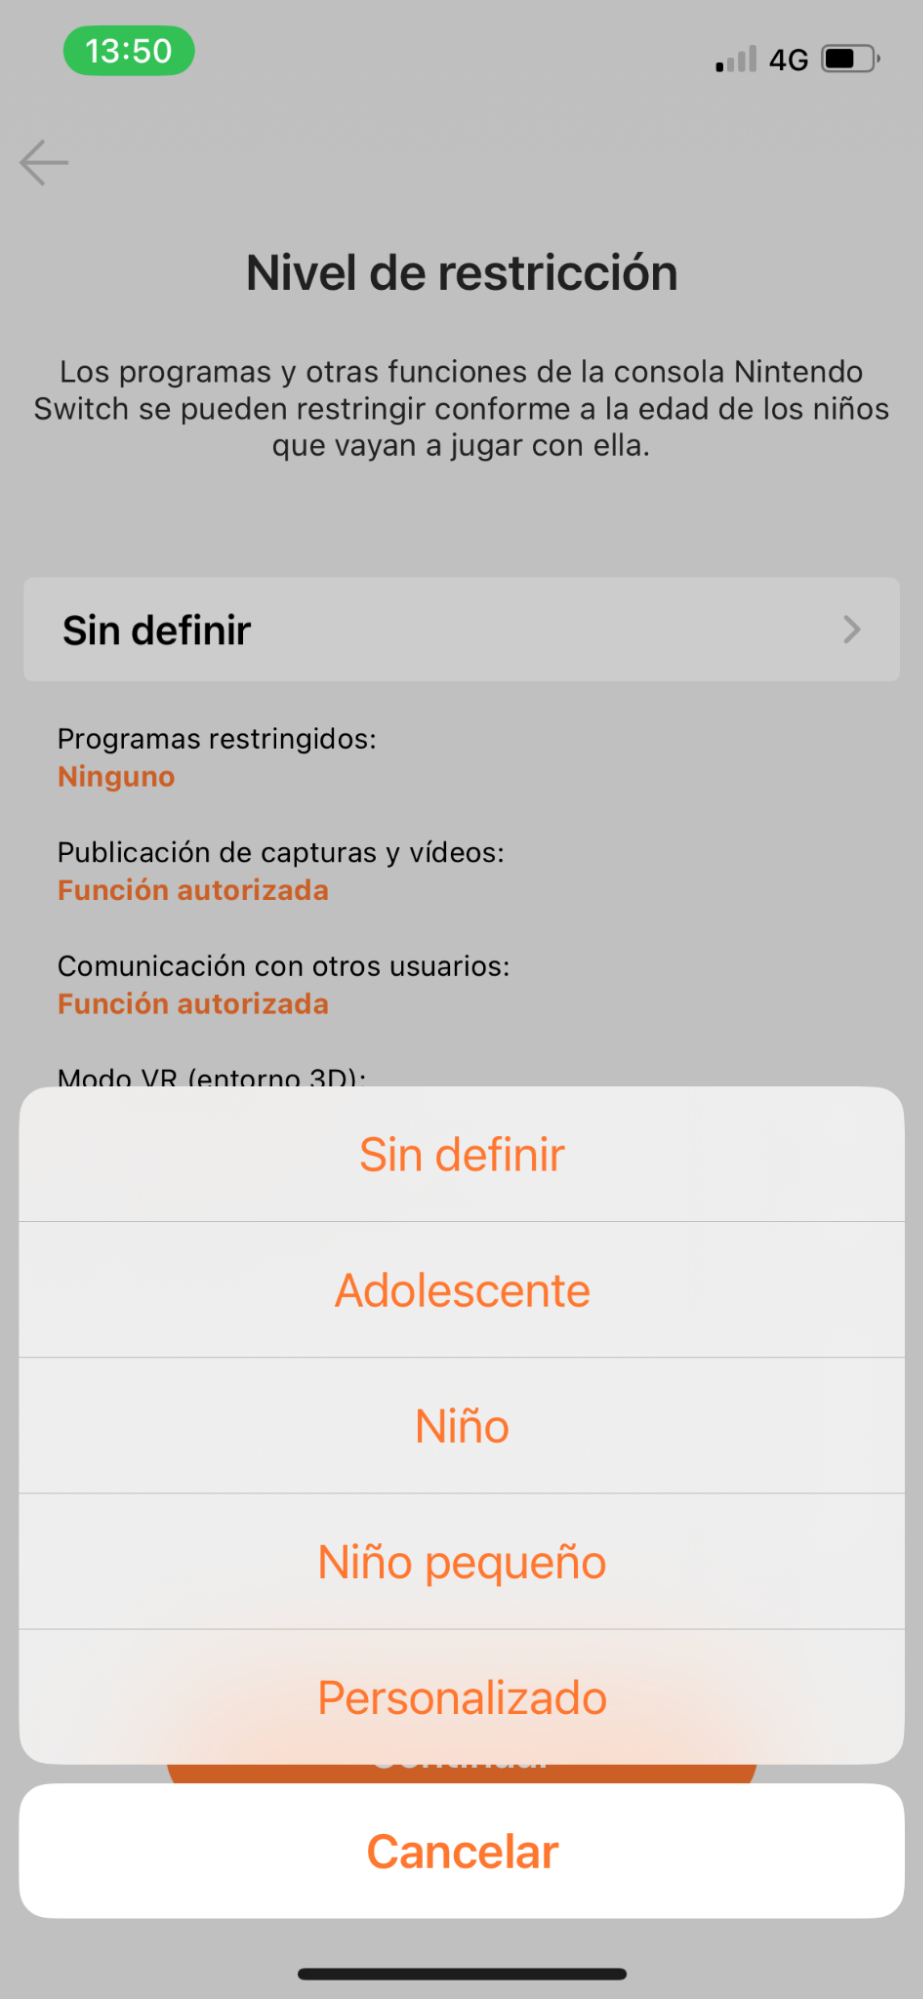 13:50
4G
Nivel de restricción
Los programas y otras funciones de la consola Nintendo
Switch se pueden restringir conforme a la edad de los niños
que vayan a jugar con ella.
Sin definir
Programas restringidos:
Ninguno
Publicación de capturas y vídeos:
Función autorizada
Comunicación con otros usuarios:
Función autorizada
Modo VR (entorno 3D):
Sin definir
Adolescente
Niño
Niño pequeño
Personalizado
Continuar
Cancelar